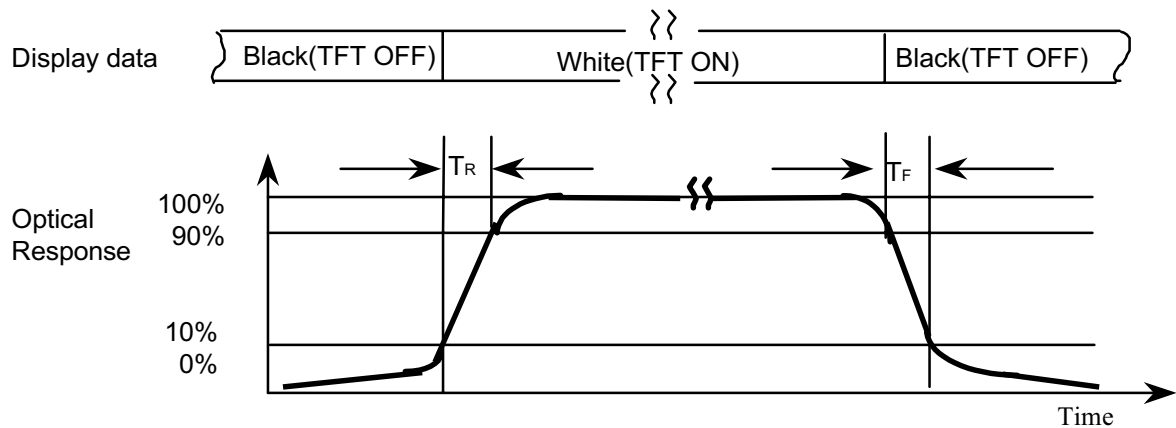 Display data
Black(TFT OFF)
White(TFT ON)
Black(TFT OFF)
TR
TF
Optical
Response
100%
90%
10%
0%
Time